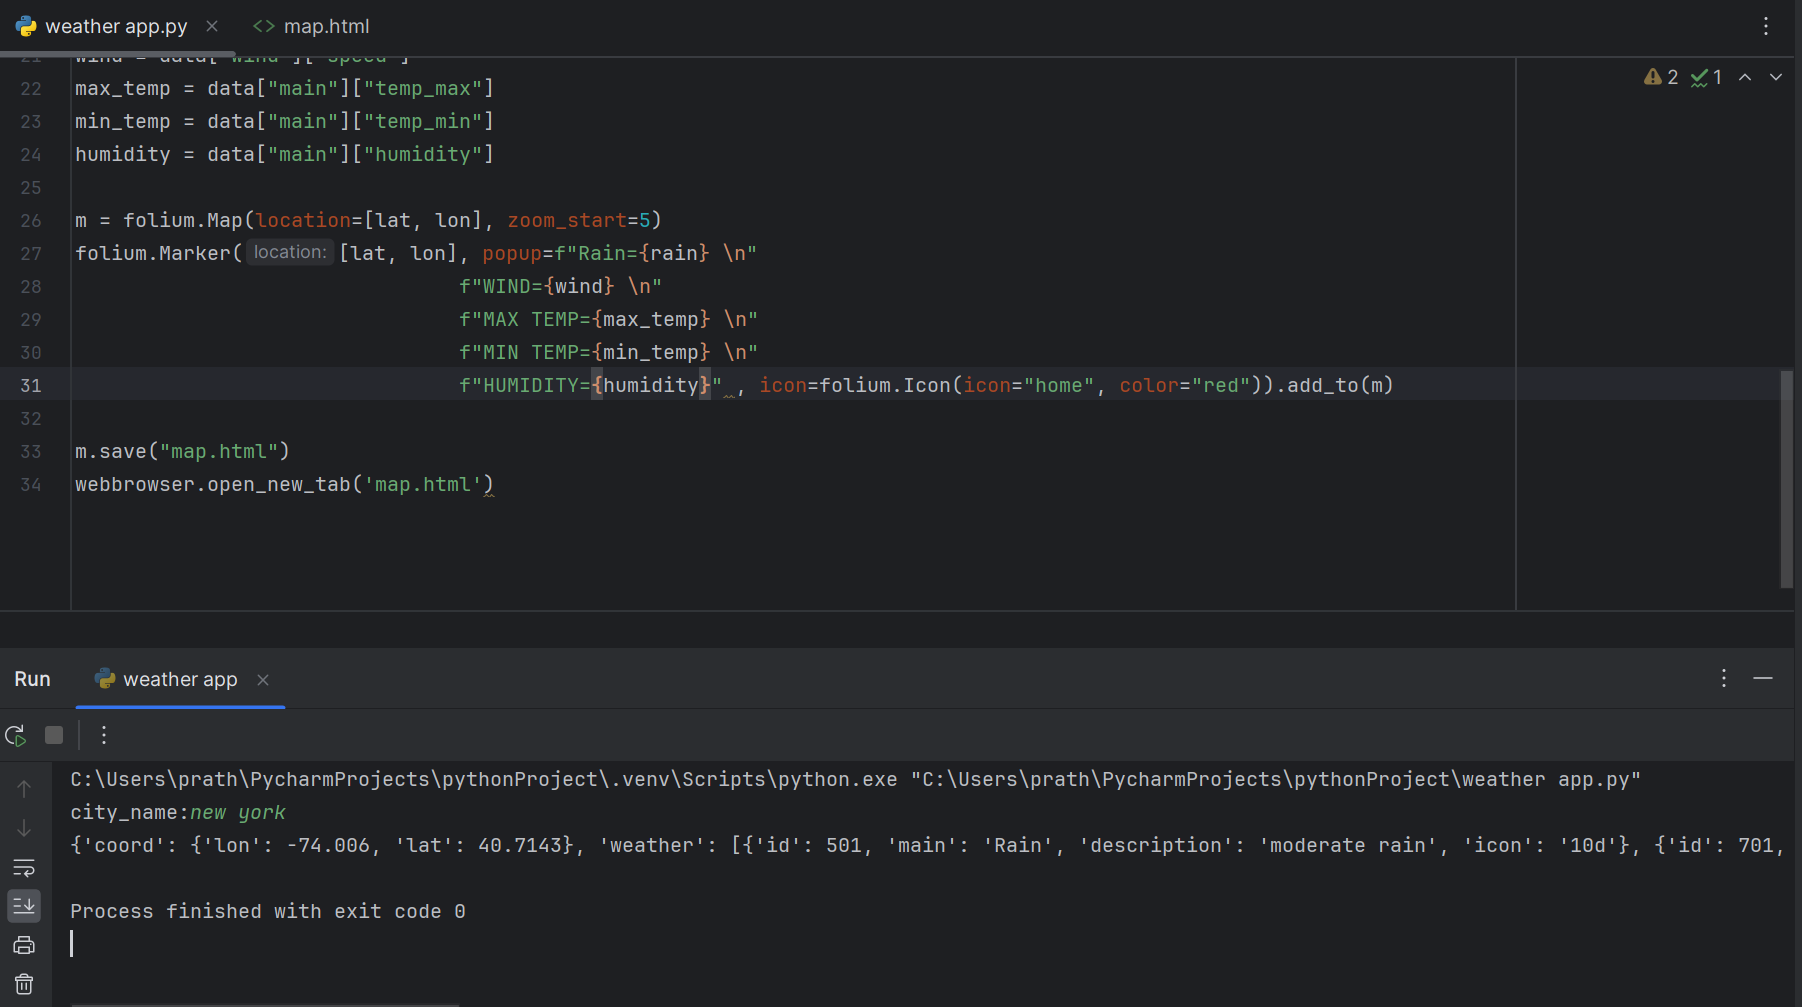 weather app.py
map.html
2 1
21 wind = data["wind"]["speed"]
22 max_temp = data["main"]["temp_max"]
23 min_temp = data["main"]["temp_min"]
24 humidity = data["main"]["humidity"]
25
26 m = folium.Map(location=[lat, lon], zoom_start=5)
27 folium.Marker( location: [lat, lon], popup=f"Rain={rain} \n"
28 f"WIND={wind} \n"
29 f"MAX TEMP={max_temp} \n"
30 f"MIN TEMP={min_temp} \n"
31 f"HUMIDITY={humidity}" , icon=folium.Icon(icon="home", color="red")).add_to(m)
32
33 m.save("map.html")
34 webbrowser.open_new_tab('map.html')
Run weather app
C:\Users\prath\PycharmProjects\pythonProject\.venv\Scripts\python.exe "C:\Users\prath\PycharmProjects\pythonProject\weather app.py"
city_name:new york
{'coord': {'lon': -74.006, 'lat': 40.7143}, 'weather': [{'id': 501, 'main': 'Rain', 'description': 'moderate rain', 'icon': '10d'}, {'id': 701,
Process finished with exit code 0